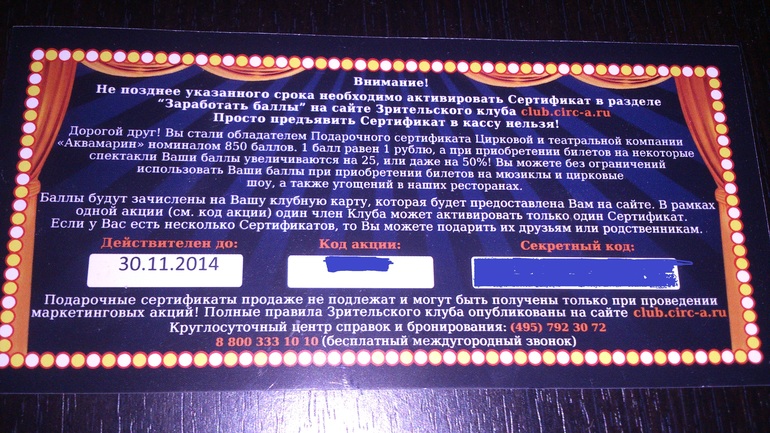 Внимание!
Не позднее указанного срока необходимо активировать Сертификат в разделе
“Заработать баллы” на сайте Зрительского клуба club.circ-a.ru
Просто предъявить Сертификат в кассу нельзя!
Дорогой друг! Вы стали обладателем Подарочного сертификата Цирковой и театральной компании
«Аквамарин» номиналом 850 баллов. 1 балл равен 1 рублю, а при приобретении билетов на некоторые
спектакли Ваши баллы увеличиваются на 25, или даже на 50%! Вы можете без ограничений
использовать Ваши баллы при приобретении билетов на мюзиклы и цирковые
шоу, а также угощений в наших ресторанах.
Баллы будут зачислены на Вашу клубную карту, которая будет предоставлена Вам на сайте. В рамках
одной акции (см. код акции) один член Клуба может активировать только один Сертификат.
Если у Вас есть несколько Сертификатов, то Вы можете подарить их друзьям или родственникам.
Действителен до: Код акции: Секретный код:
30.11.2014
Подарочные сертификаты продаже не подлежат и могут быть получены только при проведении
маркетинговых акций! Полные правила Зрительского клуба опубликованы на сайте club.circ-a.ru
Круглосуточный центр справок и бронирования: (495) 792 30 72
8 800 333 10 10 (бесплатный междугородный звонок)